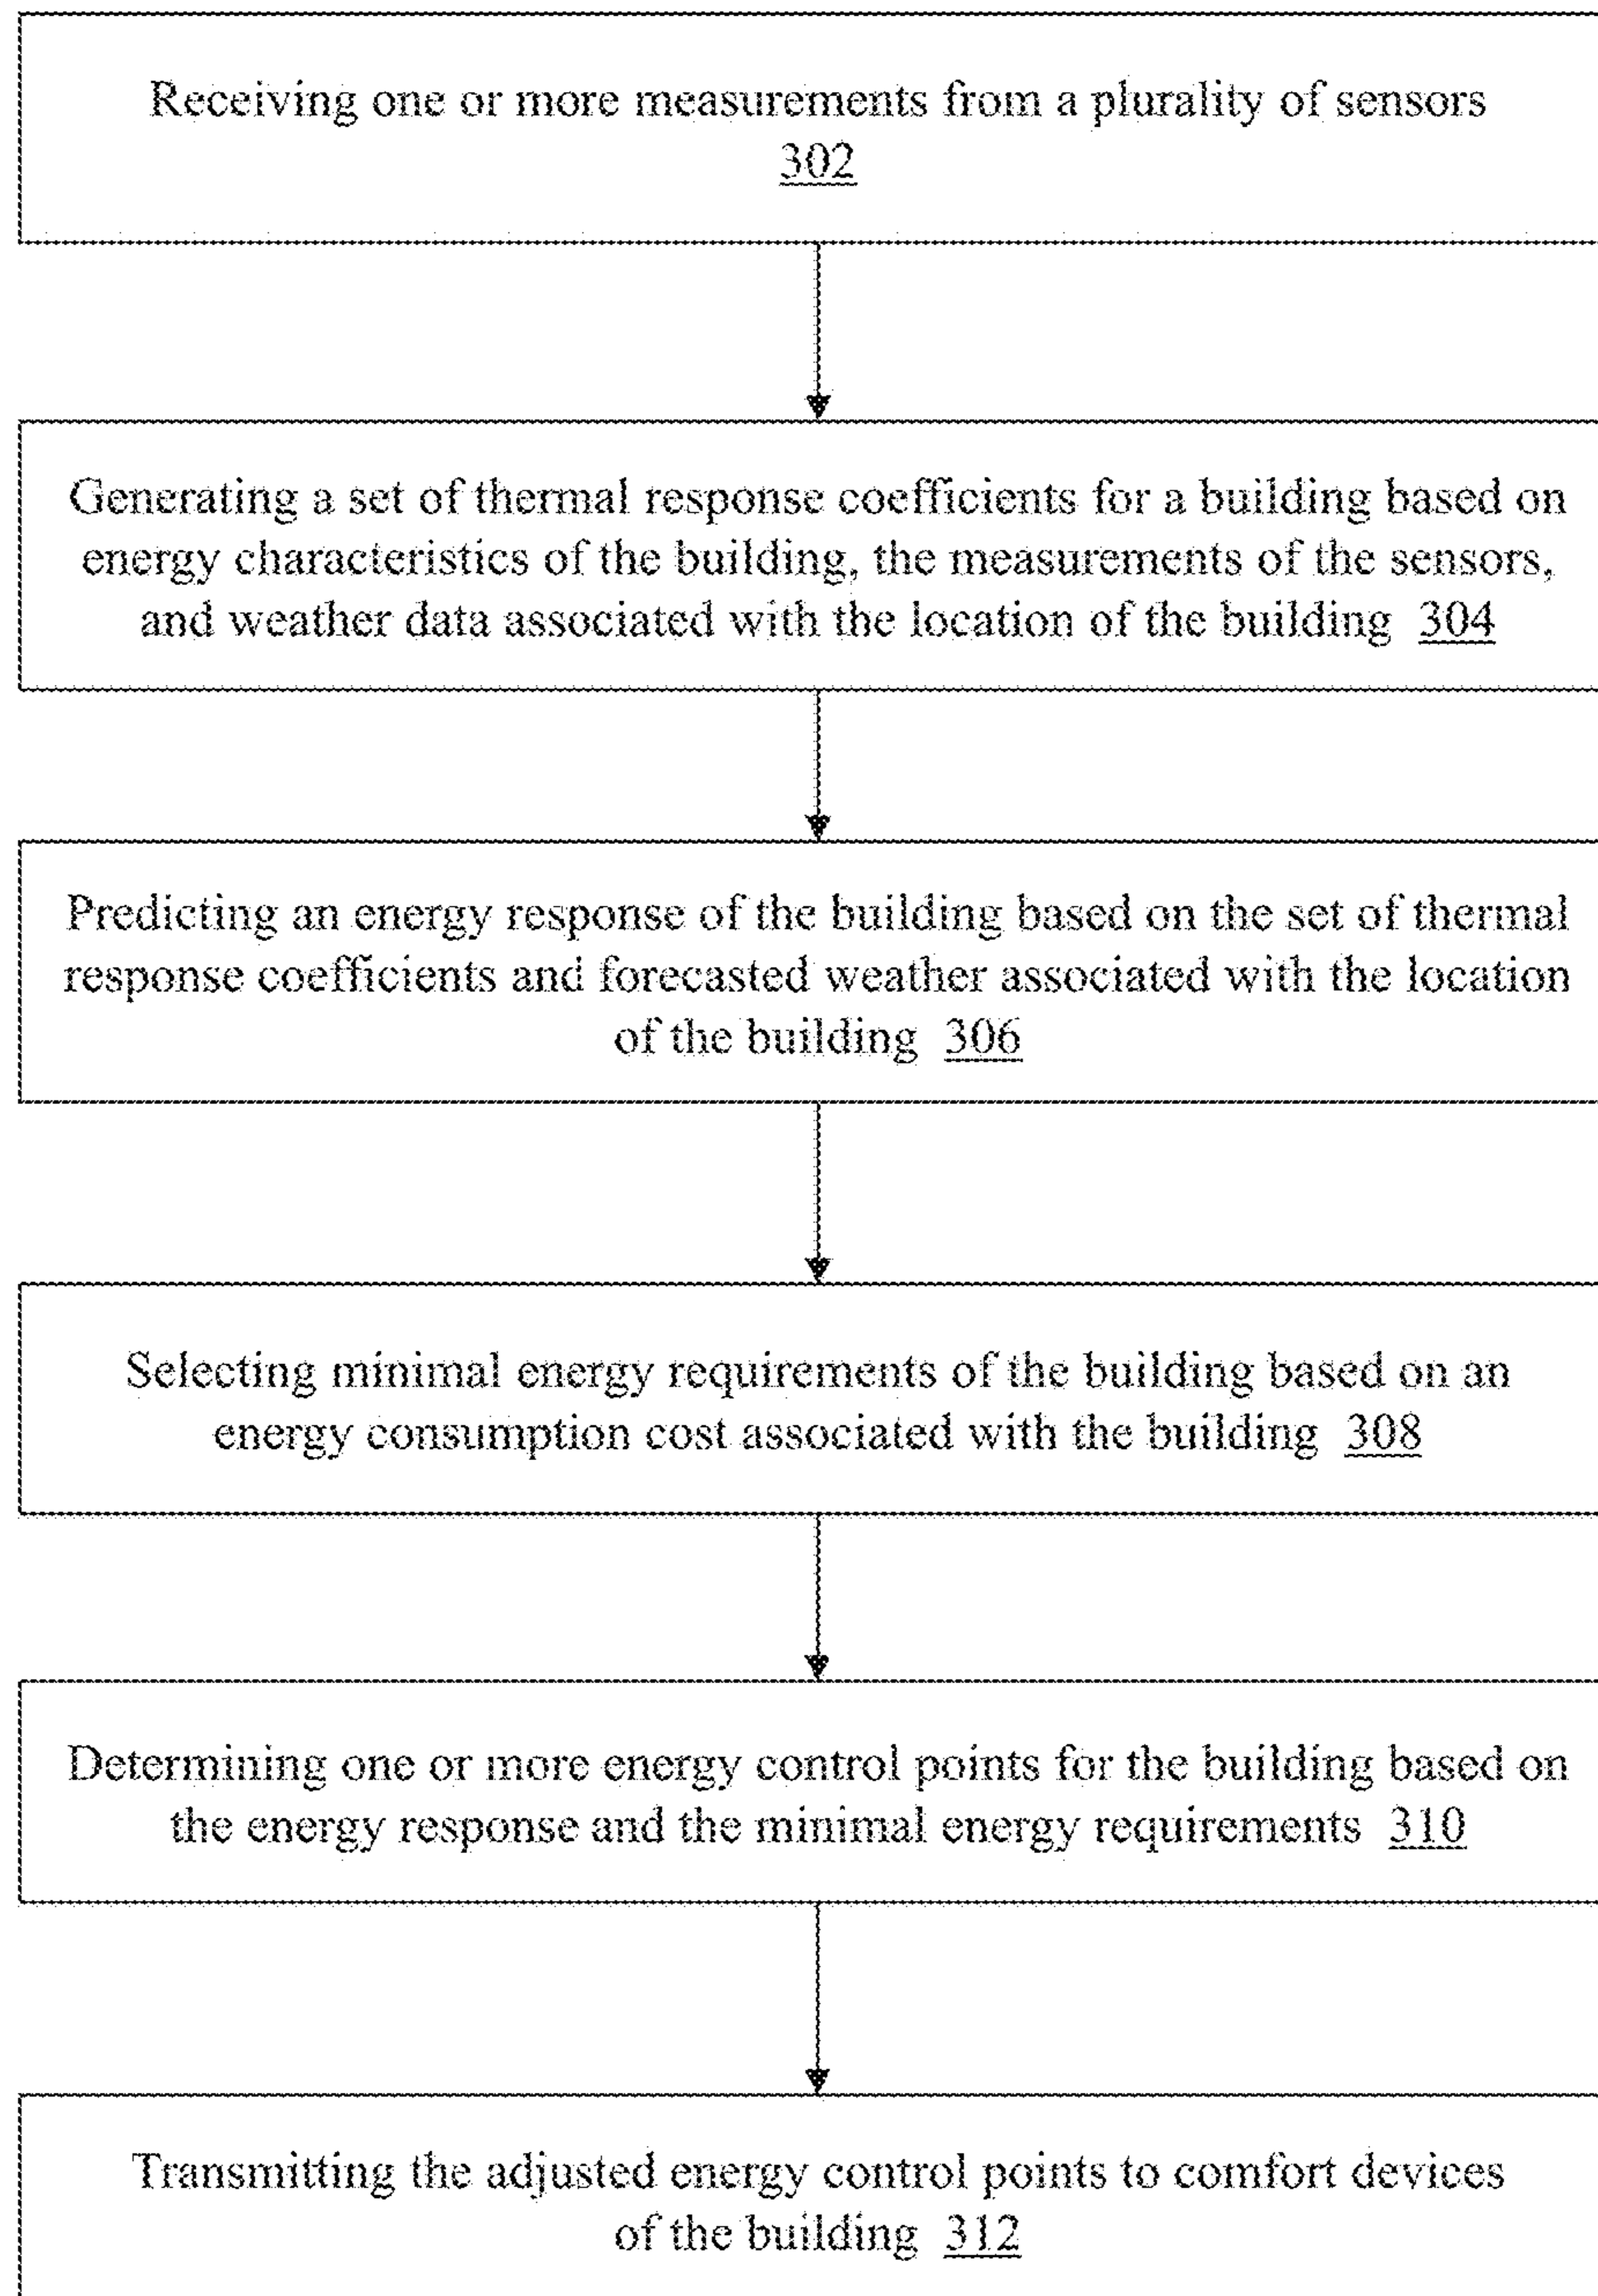 Receiving one or more measurements from a plurality of sensors
302
Generating a set of thermal response coefficients for a building based on
energy characteristics of the building, the measurements of the sensors,
and weather data associated with the location of the building 304
Predicting an energy response of the building based on the set of thermal
response coefficients and forecasted weather associated with the location
of the building 306
Selecting minimal energy requirements of the building based on an
energy consumption cost associated with the building 308
Determining one or more energy control points for the building based on
the energy response and the minimal energy requirements 310
Transmitting the adjusted energy control points to comfort devices
of the building 312